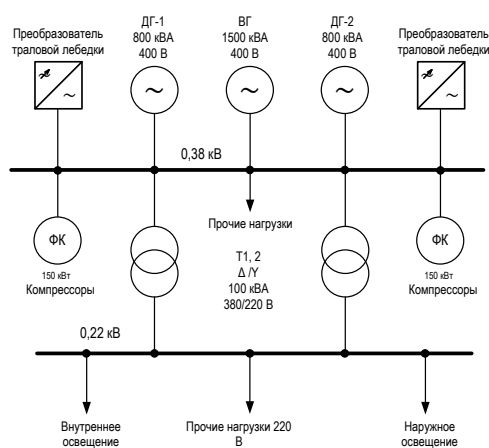 Преобразователь
траловой лебедки
ДГ-1
800 кВА
400 В
ВГ
1500 кВА
400 В
ДГ-2
800 кВА
400 В
Преобразователь
траловой лебедки
0,38 кВ
ФК
150 кВт
Компрессоры
Прочие нагрузки
Т1, 2
Δ /Y
100 кВА
380/220 В
ФК
150 кВт
Компрессоры
0,22 кВ
Внутреннее
освещение
Прочие нагрузки 220
В
Наружное
освещение